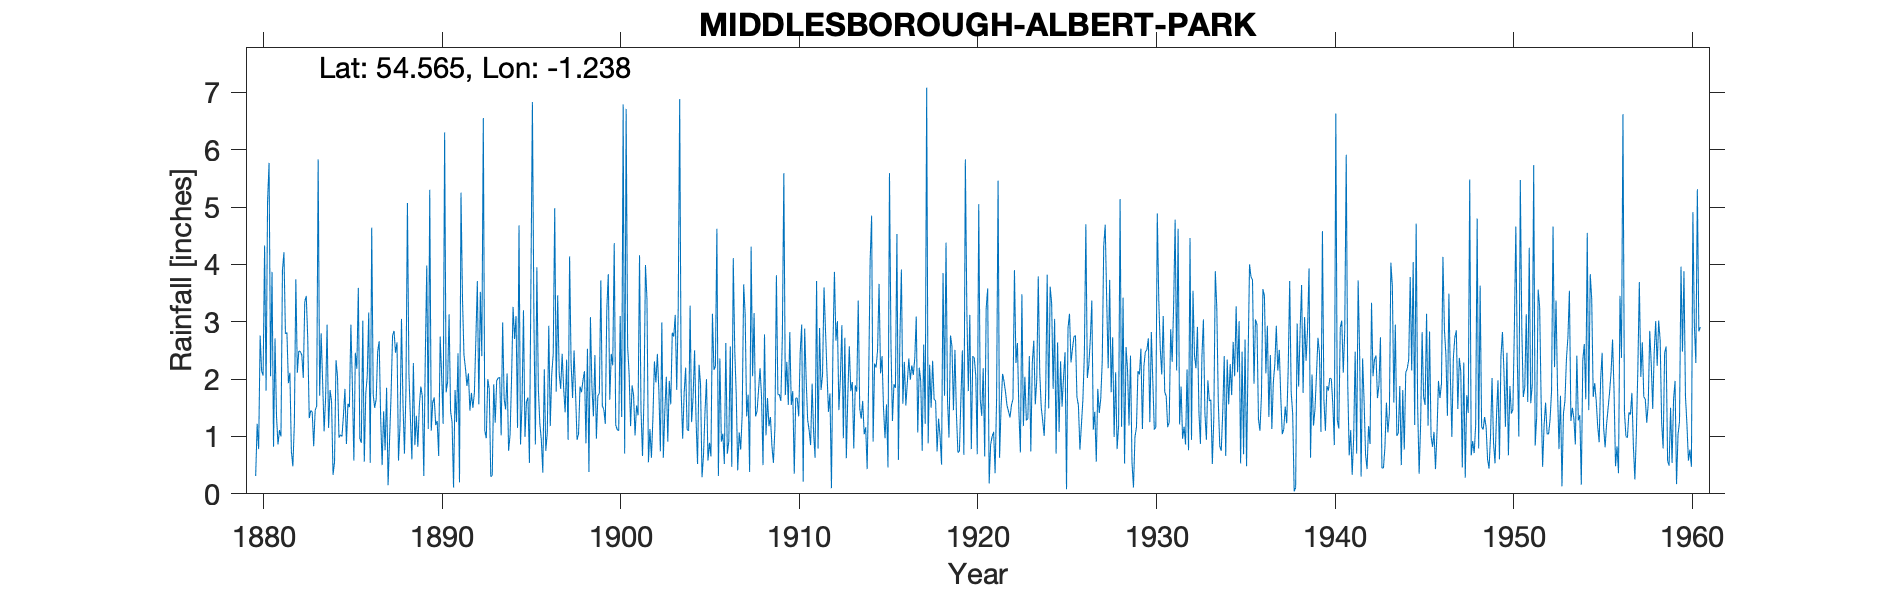 MIDDLESBOROUGH-ALBERT-PARK
Lat: 54.565, Lon: -1.238
Rainfall [inches]
7
6
5
4
3
2
1
0
1880 1890 1900 1910 1920 1930 1940 1950 1960
Year